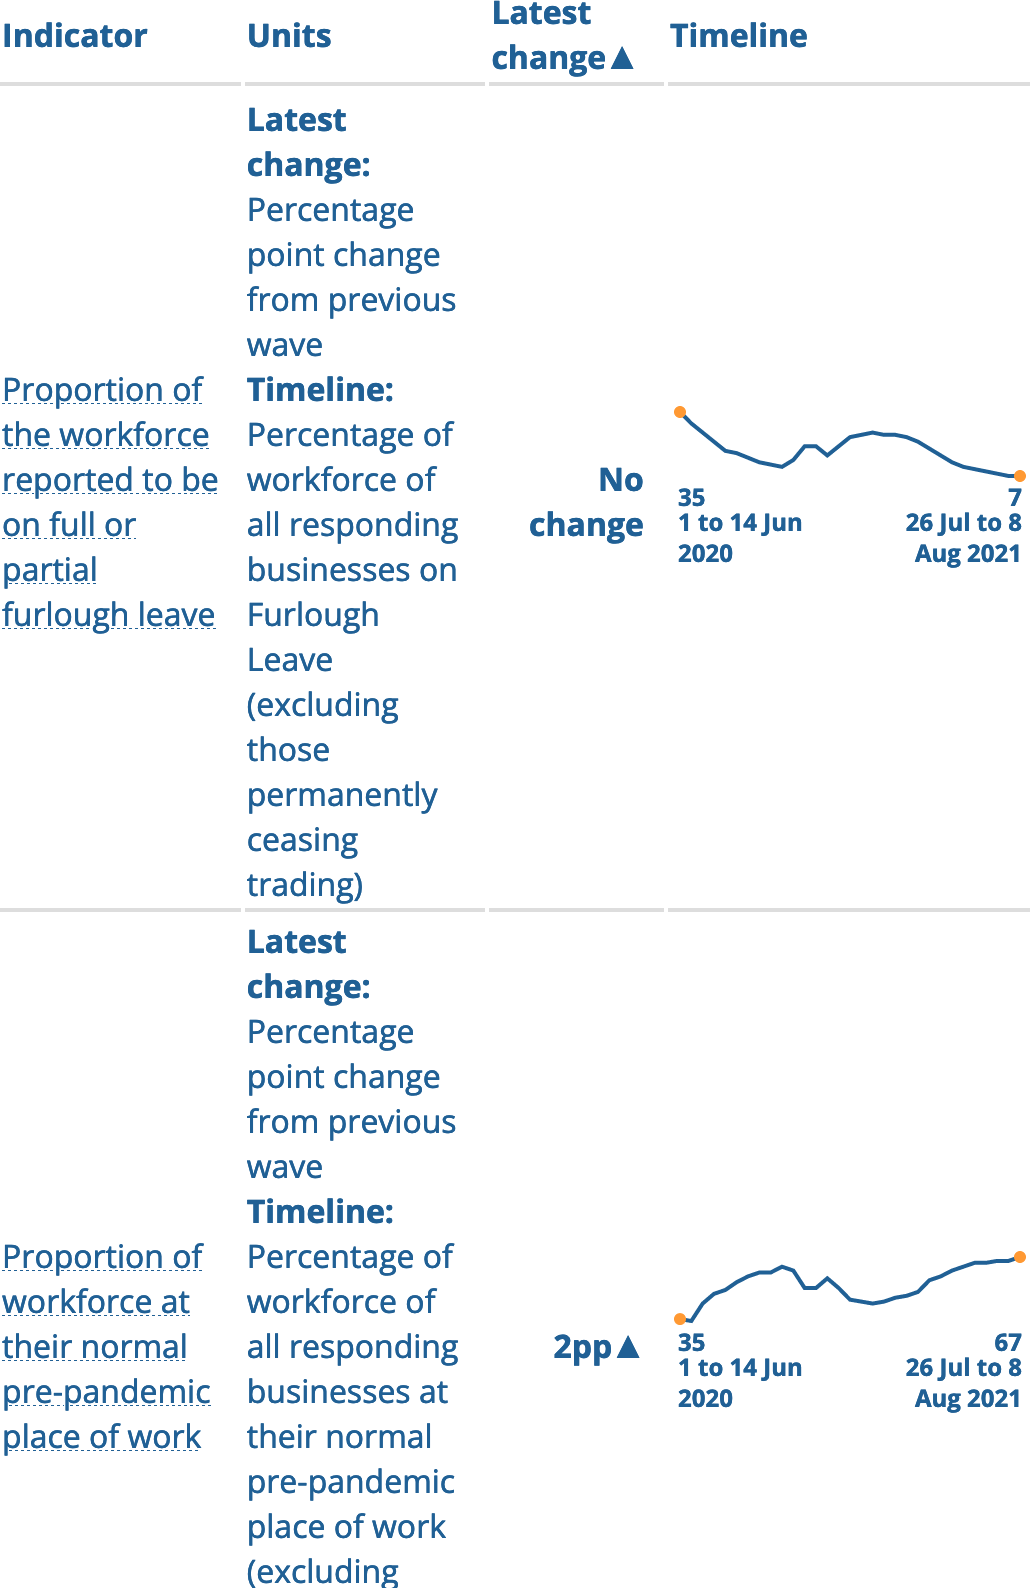 Indicator
Units
Latest
change▲
Timeline
Proportion of
the workforce
reported to be
on full or
partial
furlough leave
Latest
change:
Percentage
point change
from previous
wave
Timeline:
Percentage of
workforce of
all responding
businesses on
Furlough
Leave
(excluding
those
permanently
ceasing
trading)
No
change
35
1 to 14 Jun
2020
7
26 Jul to 8
Aug 2021
Proportion of
workforce at
their normal
pre-pandemic
place of work
Latest
change:
Percentage
point change
from previous
wave
Timeline:
Percentage of
workforce of
all responding
businesses at
their normal
pre-pandemic
place of work
(excluding
2pp▲
35
1 to 14 Jun
2020
67
26 Jul to 8
Aug 2021